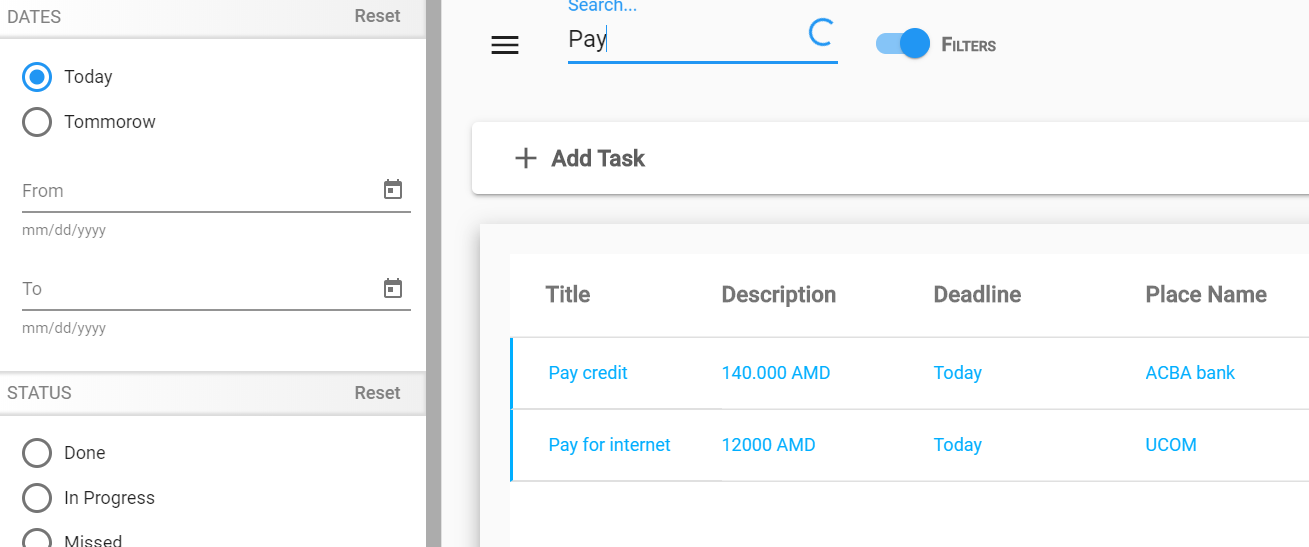 DATES Reset
Today
Tommorow
From
mm/dd/yyyy
To
mm/dd/yyyy
STATUS Reset
Done
In Progress
Missed
Search...
Pay
FILTERS
Add Task
Title Description Deadline Place Name
Pay credit 140.000 AMD Today ACBA bank
Pay for internet 12000 AMD Today UCOM